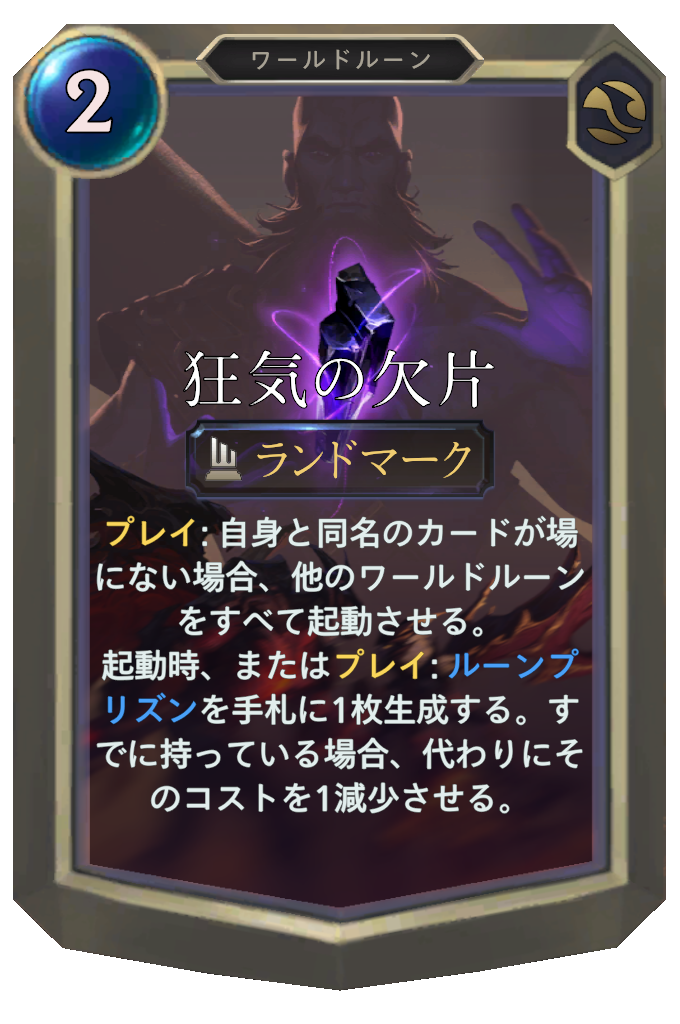 ワールドルーン
2
狂気の欠片
ランドマーク
プレイ: 自身と同名のカードが場
にない場合、他のワールドルーン
をすべて起動させる。
起動時、またはプレイ: ルーンプ
リズンを手札に1枚生成する。す
でに持っている場合、代わりにそ
のコストを1減少させる。